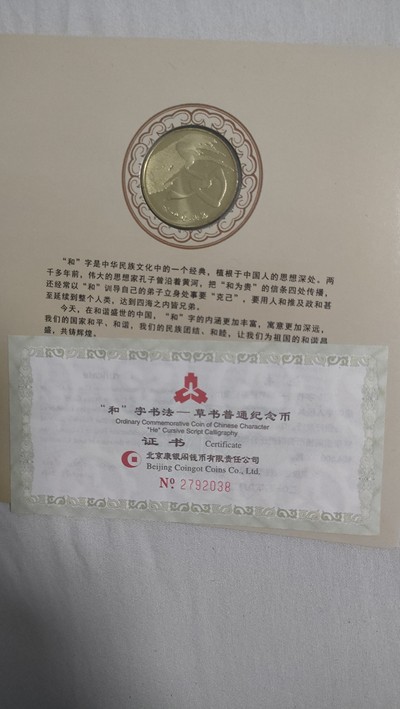 “和”字是中华民族文化中的一个经典，植根于中国人的思想深处。两
千多年前，伟大的思想家孔子曾沿着黄河，把“和为贵”的信条四处传播，
还经常以“和”训导自己的弟子立身处事要“克己”，要用人和推及政和甚
至延续到整个人类，达到四海之内皆兄弟。
今天，在和谐盛世的中国，“和”字的内涵更加丰富，寓意更加深远，
我们的国家和平、和谐，我们的民族团结、和睦，让我们为祖国的和谐昌
盛，共铸辉煌。
“和”字书法—草书普通纪念币
Ordinary Commemorative Coin of Chinese Character
"He" Cursive Script Calligraphy
证书 Certificate
北京康银阁钱币有限责任公司
Beijing Coingot Coins Co., Ltd.
№ 2792038